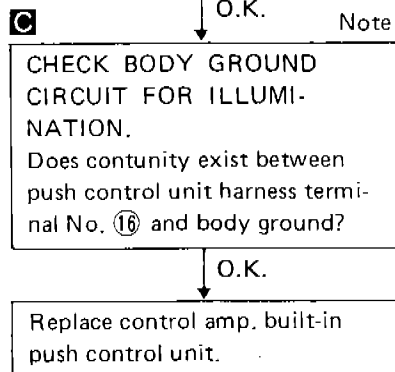 O.K.
C Note
CHECK BODY GROUND
CIRCUIT FOR ILLUMI-
NATION.
Does contunity exist between
push control unit harness termi-
nal No. ⑯ and body ground?
O.K.
Replace control amp. built-in
push control unit.